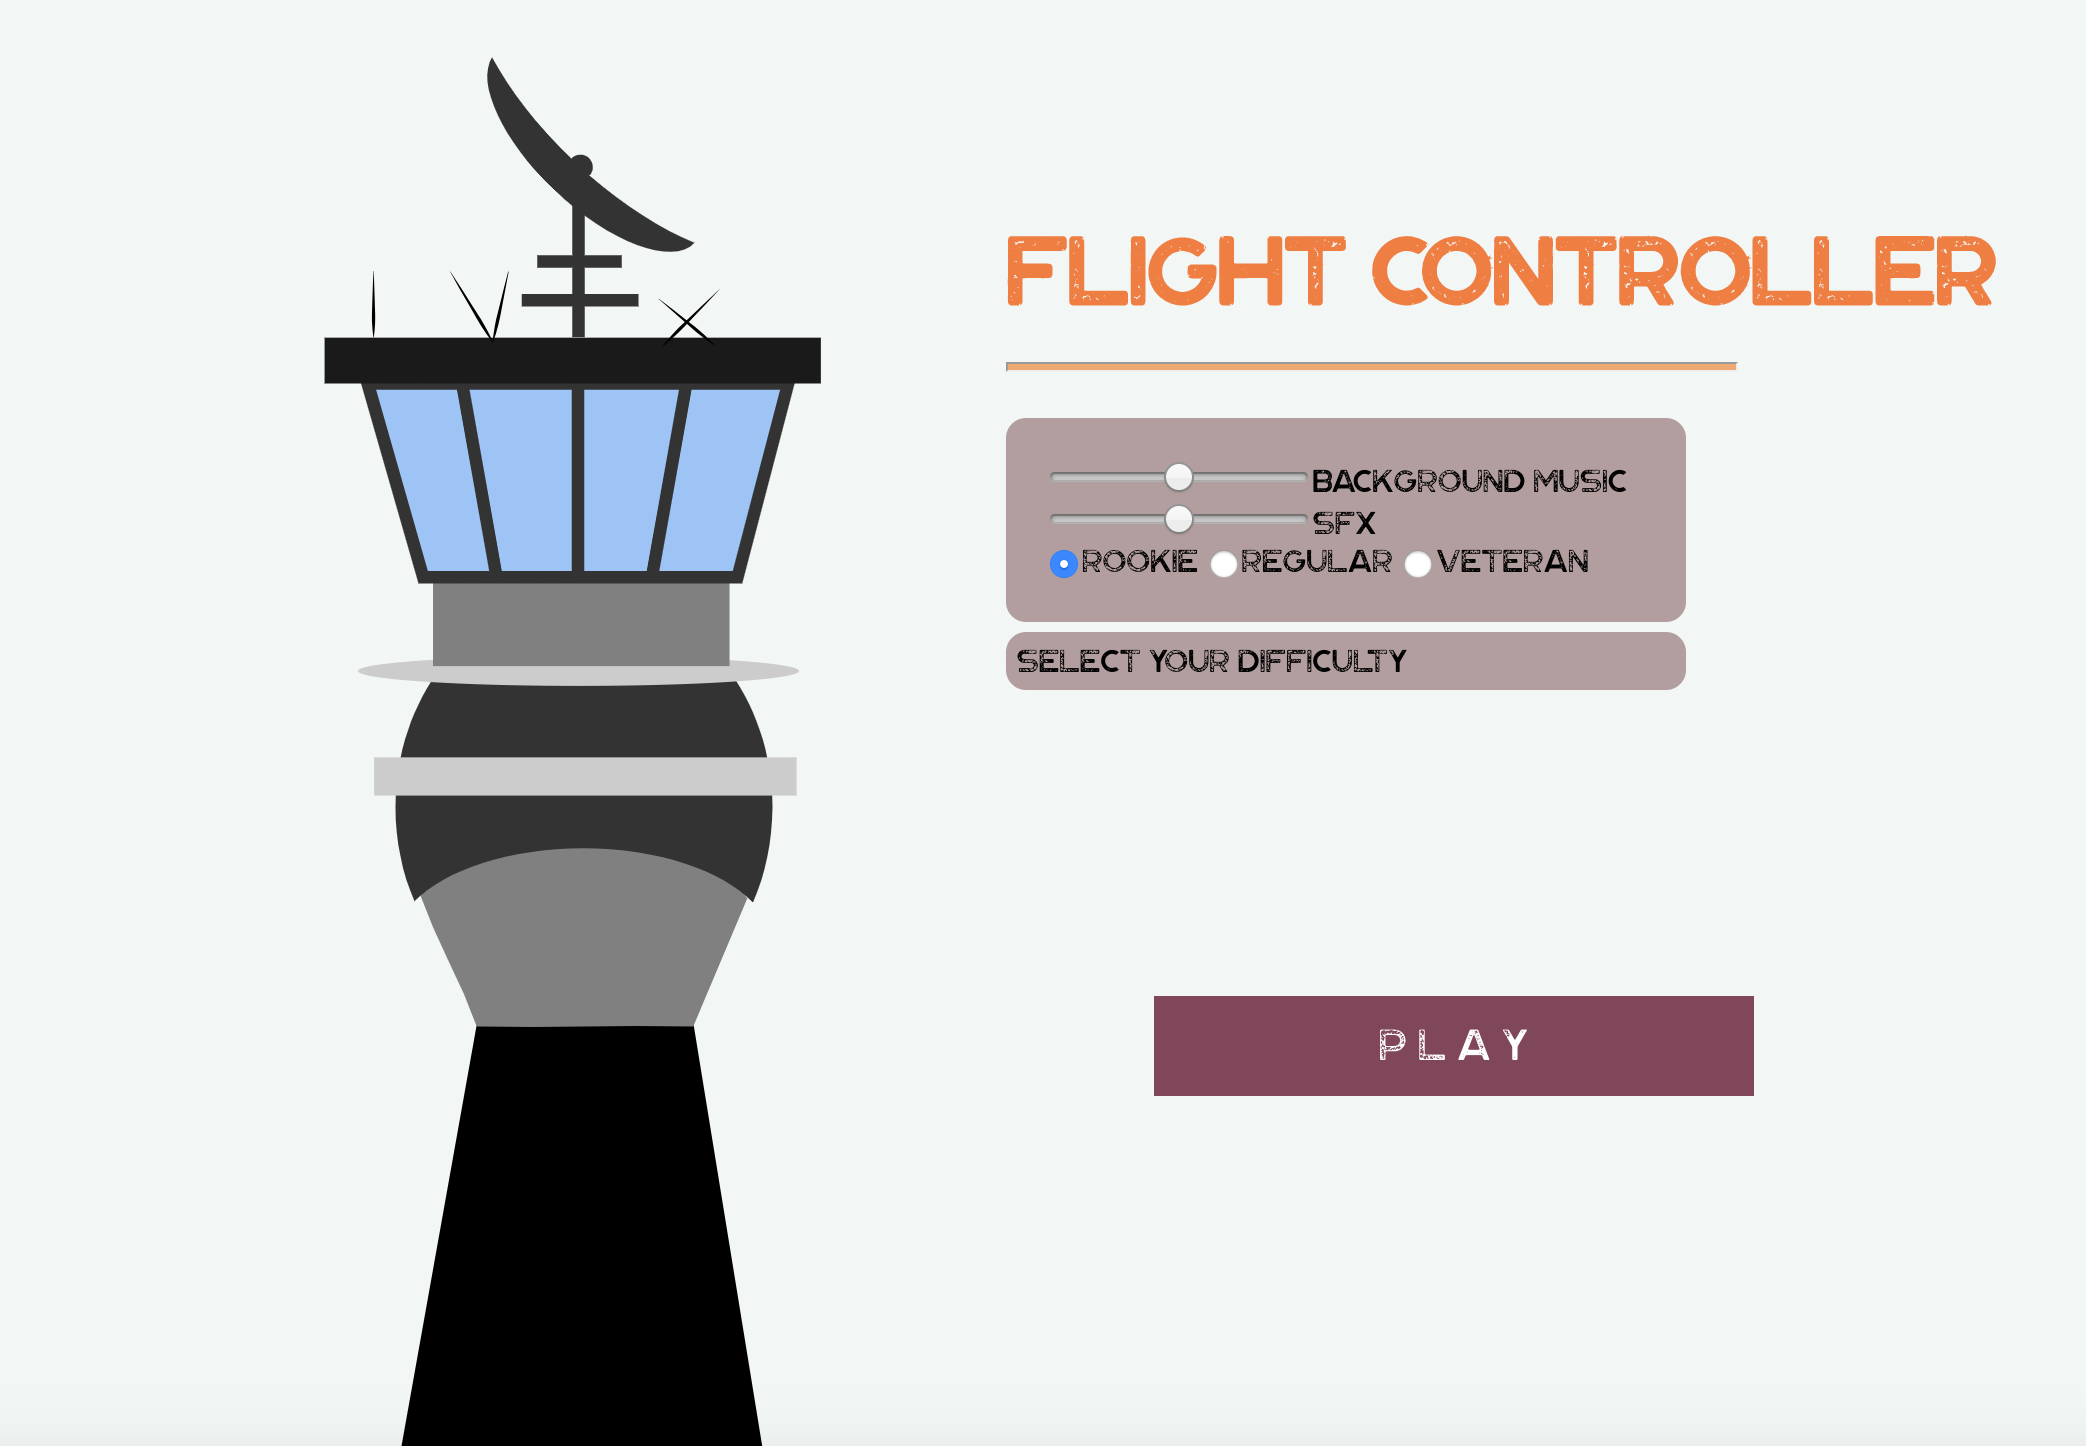 FLIGHT CONTROLLER
BACKGROUND MUSIC
SFX
ROOKIE REGULAR VETERAN
SELECT YOUR DIFFICULTY
PLAY